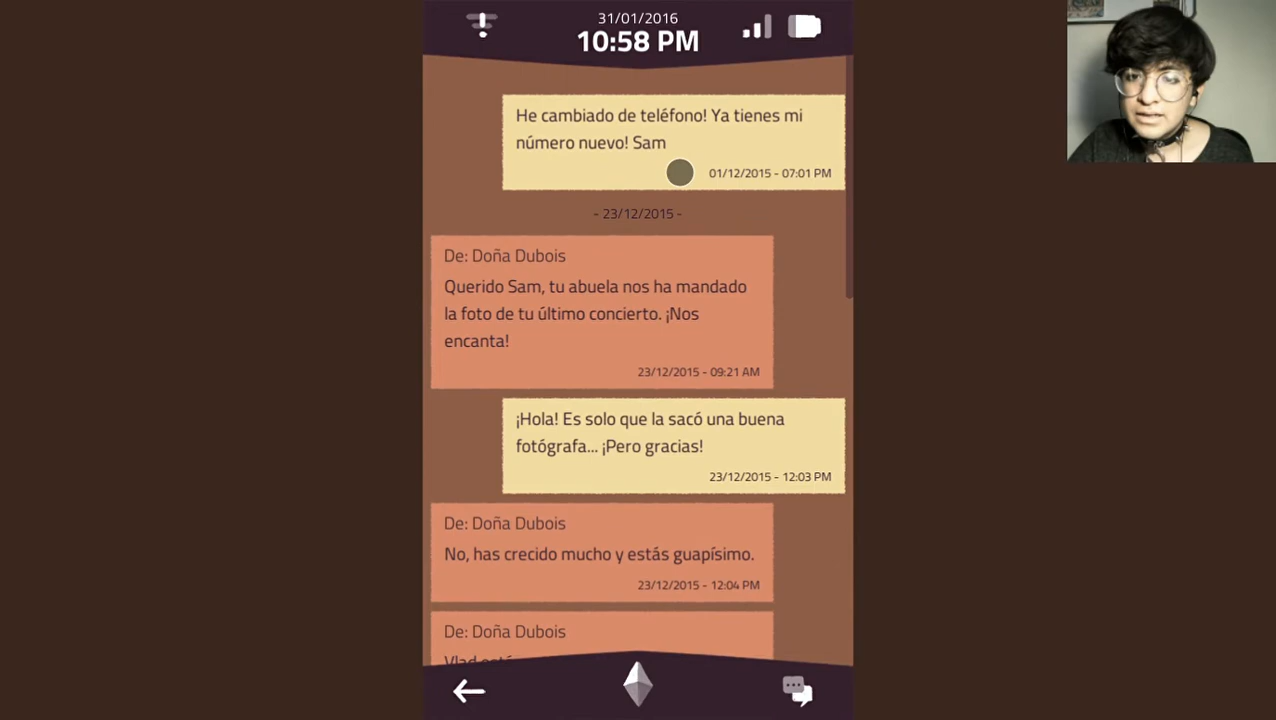 31/01/2016
10:58 PM
He cambiado de teléfono! Ya tienes mi
número nuevo! Sam
01/12/2015 - 07:01 PM
- 23/12/2015 -
De: Doña Dubois
Querido Sam, tu abuela nos ha mandado
la foto de tu último concierto. ¡Nos
encanta!
23/12/2015 - 09:21 AM
¡Hola! Es solo que la sacó una buena
fotógrafa... ¡Pero gracias!
23/12/2015 - 12:03 PM
De: Doña Dubois
No, has crecido mucho y estás guapísimo.
23/12/2015 - 12:04 PM
De: Doña Dubois
Vlad